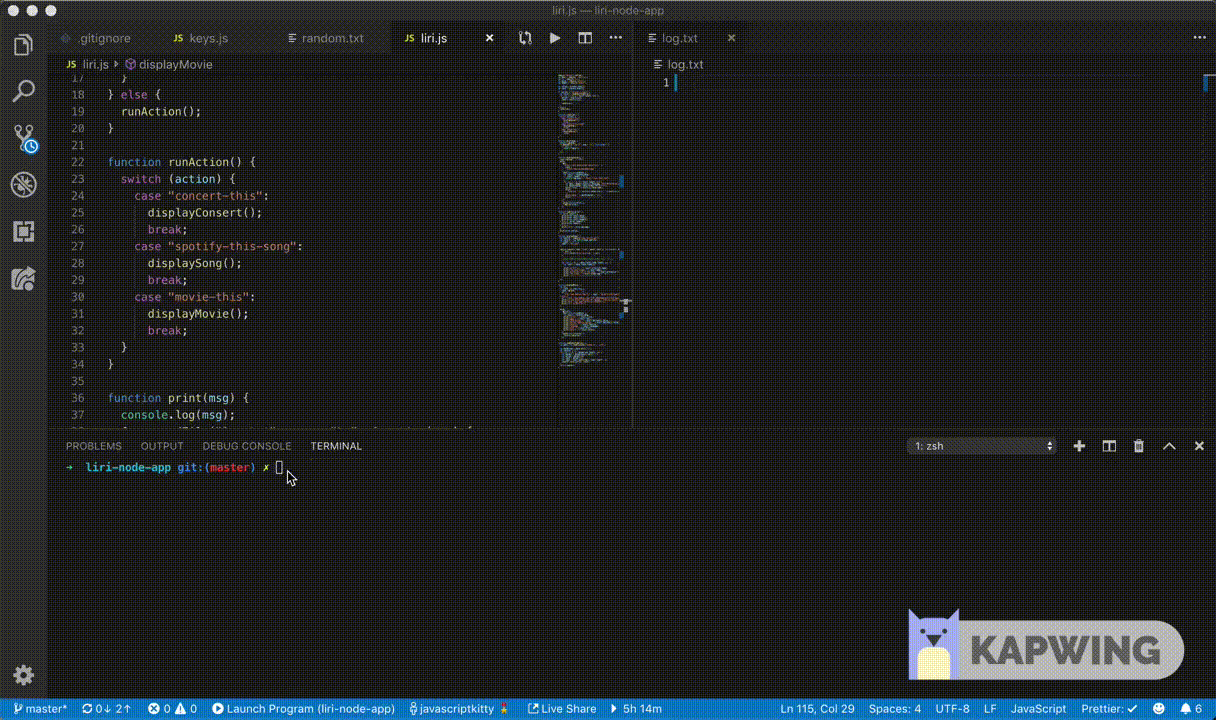 liri.js — liri-node-app
.gitignore
JS keys.js
random.txt
JS liri.js
log.txt
JS liri.js displayMovie
log.txt
17 }
18 } else {
19 runAction();
20 }
21
22 function runAction() {
23 switch (action) {
24 case "concert-this":
25 displayConsert();
26 break;
27 case "spotify-this-song":
28 displaySong();
29 break;
30 case "movie-this":
31 displayMovie();
32 break;
33 }
34 }
35
36 function print(msg) {
37 console.log(msg);
1
PROBLEMS OUTPUT DEBUG CONSOLE TERMINAL
1: zsh
➜ liri-node-app git:(master) ✗
KAPWING
master* 0↓ 2↑ 0 0 Launch Program (liri-node-app) javascriptkitty Live Share 5h 14m Ln 115, Col 29 Spaces: 4 UTF-8 LF JavaScript Prettier: ✓ 6